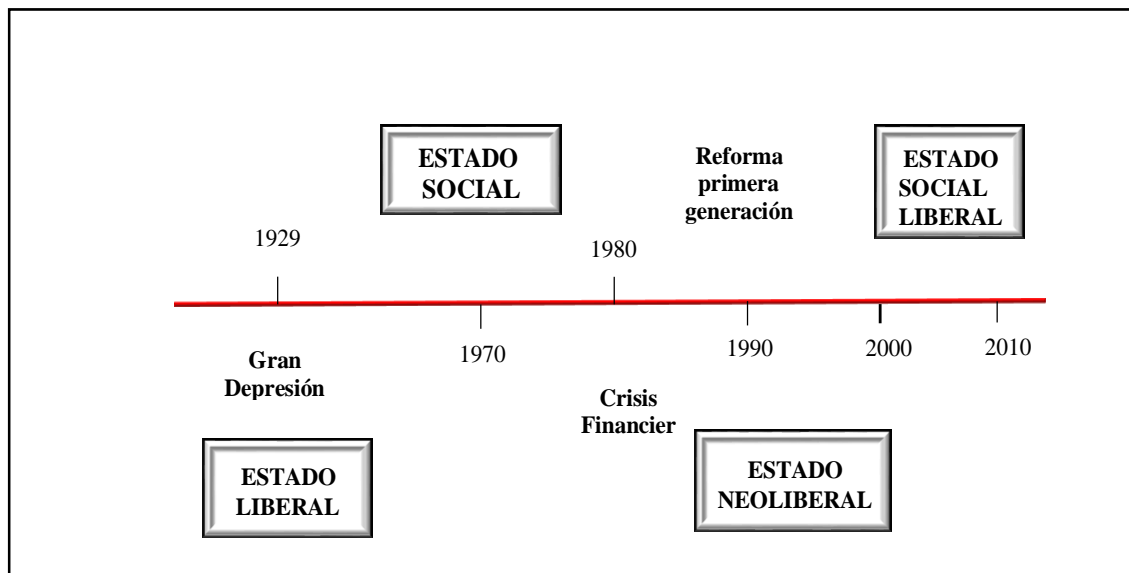 ESTADO
SOCIAL
Reforma
primera
generación
ESTADO
SOCIAL
LIBERAL
1929
1980
1970
1990
2000
2010
Gran
Depresión
Crisis
Financier
ESTADO
LIBERAL
ESTADO
NEOLIBERAL